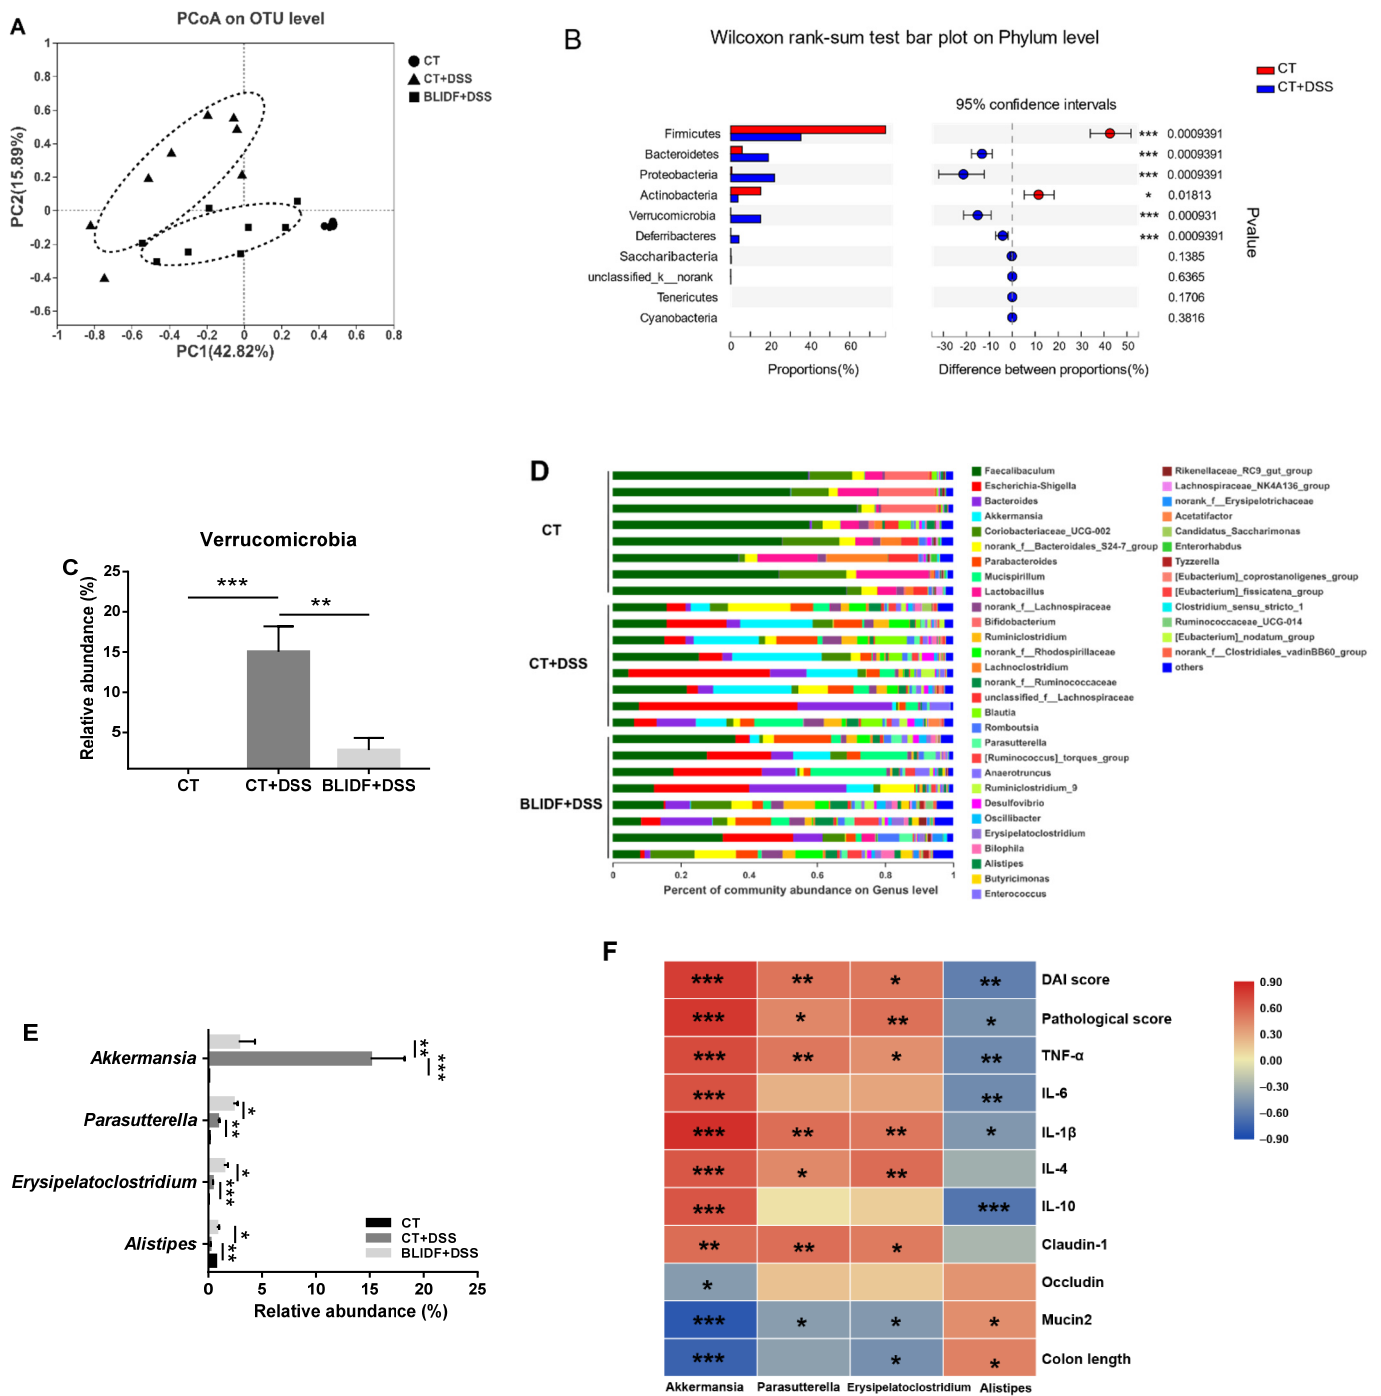 A
PCoA on OTU level
CT
CT+DSS
BLIDF+DSS
1
0.8
0.6
0.4
0.2
0
-0.2
-0.4
-0.6
-1 -0.8 -0.6 -0.4 -0.2 0 0.2 0.4 0.6 0.8
PC1(42.82%)
PC2(15.89%)
B
Wilcoxon rank-sum test bar plot on Phylum level
CT
CT+DSS
95% confidence intervals
Firmicutes *** 0.0009391
Bacteroidetes *** 0.0009391
Proteobacteria *** 0.0009391
Actinobacteria * 0.01813
Verrucomicrobia *** 0.000931
Deferribacteres *** 0.0009391
Saccharibacteria 0.1385
unclassified_k__norank 0.6365
Tenericutes 0.1706
Cyanobacteria 0.3816
Pvalue
0 20 40 60
-30 -20 -10 0 10 20 30 40 50
Proportions(%)
Difference between proportions(%)
C
Verrucomicrobia
Relative abundance (%)
25
20
15
10
5
***
**
CT CT+DSS BLIDF+DSS
D
CT
CT+DSS
BLIDF+DSS
0 0.2 0.4 0.6 0.8 1
Percent of community abundance on Genus level
Faecalibaculum
Escherichia-Shigella
Bacteroides
Akkermansia
Coriobacteriaceae_UCG-002
norank_f__Bacteroidales_S24-7_group
Parabacteroides
Mucispirillum
Lactobacillus
norank_f__Lachnospiraceae
Bifidobacterium
Ruminiclostridium
norank_f__Rhodospirillaceae
Lachnoclostridium
norank_f__Ruminococcaceae
unclassified_f__Lachnospiraceae
Blautia
Romboutsia
Parasutterella
[Ruminococcus]_torques_group
Anaerotruncus
Ruminiclostridium_9
Desulfovibrio
Oscillibacter
Erysipelatoclostridium
Bilophila
Alistipes
Butyricimonas
Enterococcus
Rikenellaceae_RC9_gut_group
Lachnospiraceae_NK4A136_group
norank_f__Erysipelotrichaceae
Acetatifactor
Candidatus_Saccharimonas
Enterorhabdus
Tyzzerella
[Eubacterium]_coprostanoligenes_group
[Eubacterium]_fissicatena_group
Clostridium_sensu_stricto_1
Ruminococcaceae_UCG-014
[Eubacterium]_nodatum_group
norank_f__Clostridiales_vadinBB60_group
others
E
Akkermansia ** ***
Parasutterella * **
Erysipelatoclostridium * ***
Alistipes * **
CT
CT+DSS
BLIDF+DSS
0 5 10 15 20 25
Relative abundance (%)
F
*** ** * ** DAI score
*** * ** * Pathological score
*** ** * ** TNF-α
*** ** IL-6
*** ** ** * IL-1β
*** * ** IL-4
*** *** IL-10
** ** * Claudin-1
* Occludin
*** * * * Mucin2
*** * * Colon length
Akkermansia Parasutterella Erysipelatoclostridium Alistipes
0.90
0.60
0.30
0.00
−0.30
−0.60
−0.90